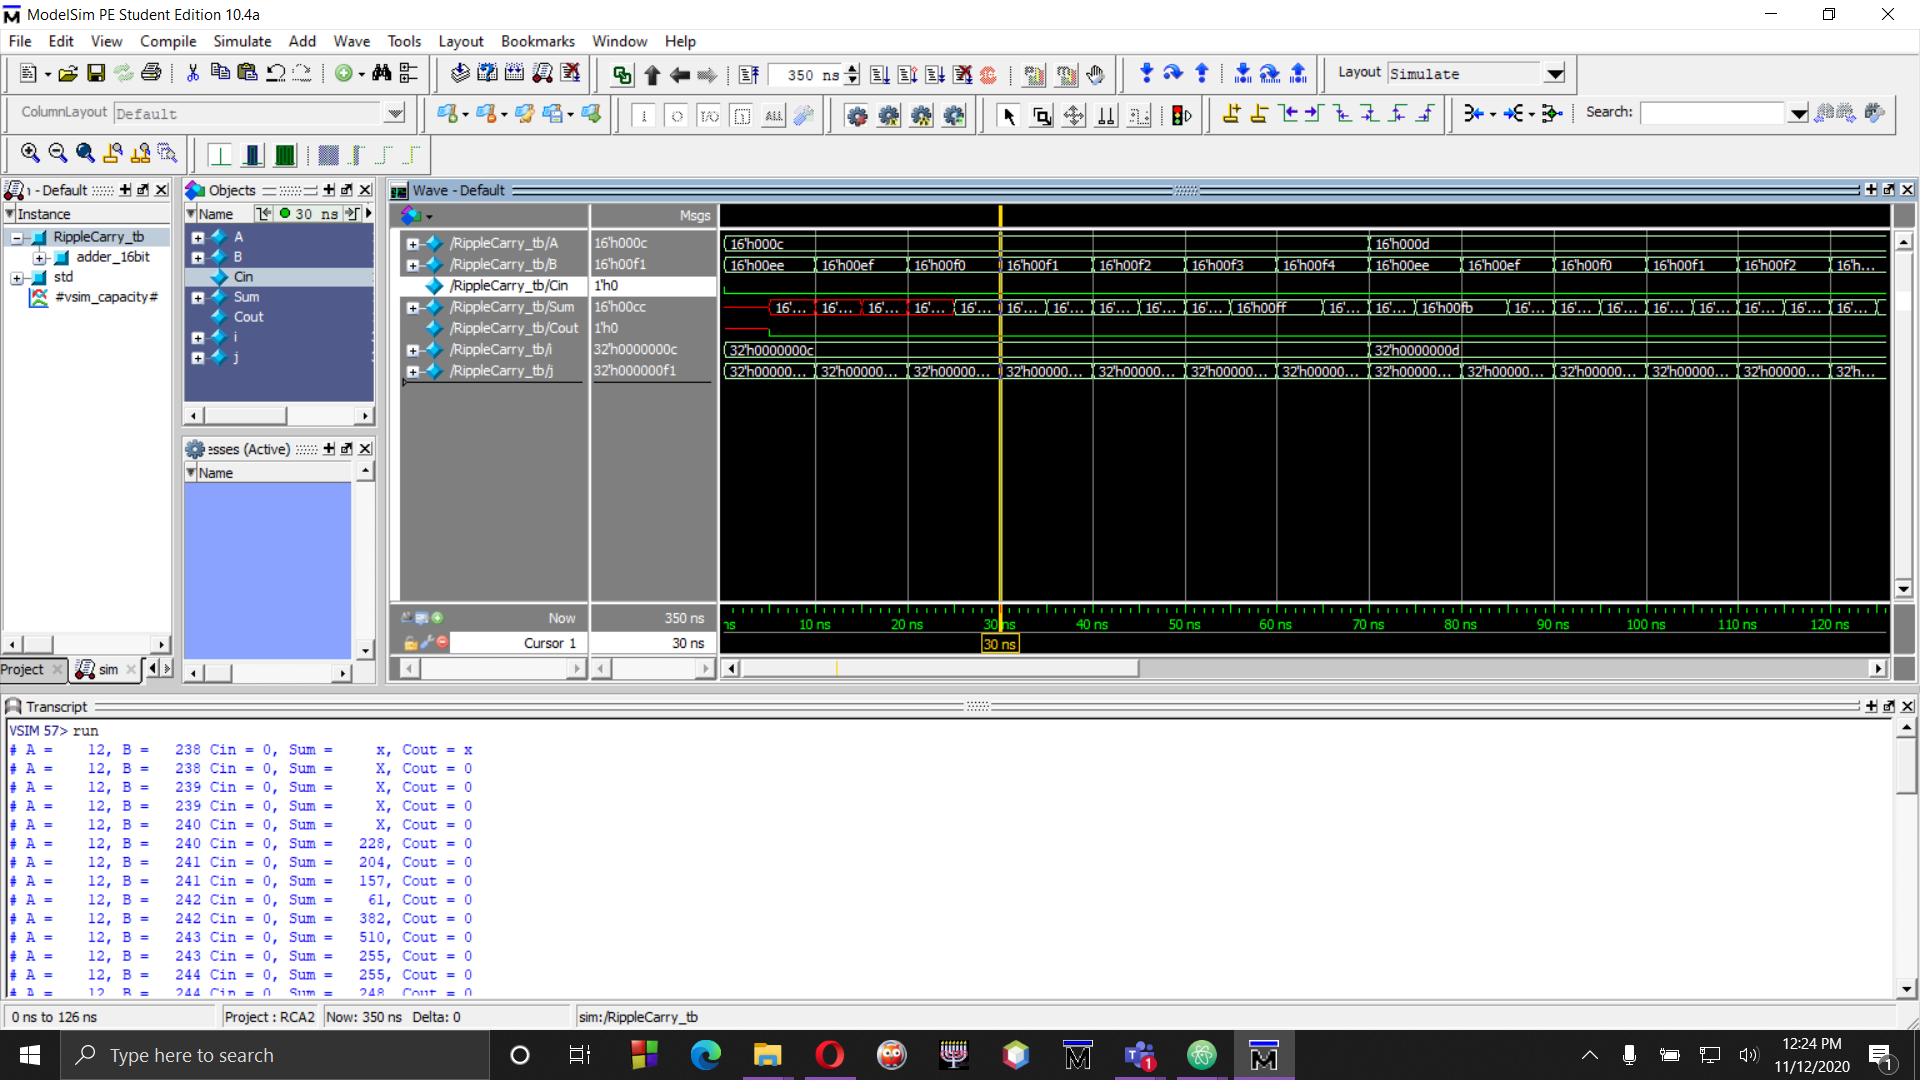 ModelSim PE Student Edition 10.4a
File Edit View Compile Simulate Add Wave Tools Layout Bookmarks Window Help
350 ns
Layout Simulate
ColumnLayout Default
ALL
Search:
- Default
Instance
RippleCarry_tb
adder_16bit
std
#vsim_capacity#
Project
sim
Objects
Name 30 ns
A
B
Cin
Sum
Cout
i
j
esses (Active)
Name
Wave - Default
Msgs
/RippleCarry_tb/A 16'h000c 16'h000c 16'h000d
/RippleCarry_tb/B 16'h00f1 16'h00ee 16'h00ef 16'h00f0 16'h00f1 16'h00f2 16'h00f3 16'h00f4 16'h00ee 16'h00ef 16'h00f0 16'h00f1 16'h00f2 16'h...
/RippleCarry_tb/Cin 1'h0
/RippleCarry_tb/Sum 16'h00cc 16'... 16'... 16'... 16'... 16'... 16'... 16'... 16'... 16'... 16'... 16'h00ff 16'... 16'... 16'h00fb 16'... 16'... 16'... 16'... 16'... 16'... 16'... 16'...
/RippleCarry_tb/Cout 1'h0
/RippleCarry_tb/i 32'h0000000c 32'h0000000c 32'h0000000d
/RippleCarry_tb/j 32'h000000f1 32'h00000... 32'h00000... 32'h00000... 32'h00000... 32'h00000... 32'h00000... 32'h00000... 32'h00000... 32'h00000... 32'h00000... 32'h00000... 32'h00000... 32'h...
Now 350 ns ns 10 ns 20 ns 30 ns 40 ns 50 ns 60 ns 70 ns 80 ns 90 ns 100 ns 110 ns 120 ns
Cursor 1 30 ns 30 ns
Transcript
VSIM 57> run
# A = 12, B = 238 Cin = 0, Sum = x, Cout = x
# A = 12, B = 238 Cin = 0, Sum = X, Cout = 0
# A = 12, B = 239 Cin = 0, Sum = X, Cout = 0
# A = 12, B = 239 Cin = 0, Sum = X, Cout = 0
# A = 12, B = 240 Cin = 0, Sum = X, Cout = 0
# A = 12, B = 240 Cin = 0, Sum = 228, Cout = 0
# A = 12, B = 241 Cin = 0, Sum = 204, Cout = 0
# A = 12, B = 241 Cin = 0, Sum = 157, Cout = 0
# A = 12, B = 242 Cin = 0, Sum = 61, Cout = 0
# A = 12, B = 242 Cin = 0, Sum = 382, Cout = 0
# A = 12, B = 243 Cin = 0, Sum = 510, Cout = 0
# A = 12, B = 243 Cin = 0, Sum = 255, Cout = 0
# A = 12, B = 244 Cin = 0, Sum = 255, Cout = 0
# A = 12, B = 244 Cin = 0, Sum = 248, Cout = 0
0 ns to 126 ns Project : RCA2 Now: 350 ns Delta: 0 sim:/RippleCarry_tb
Type here to search
12:24 PM
11/12/2020
1
1